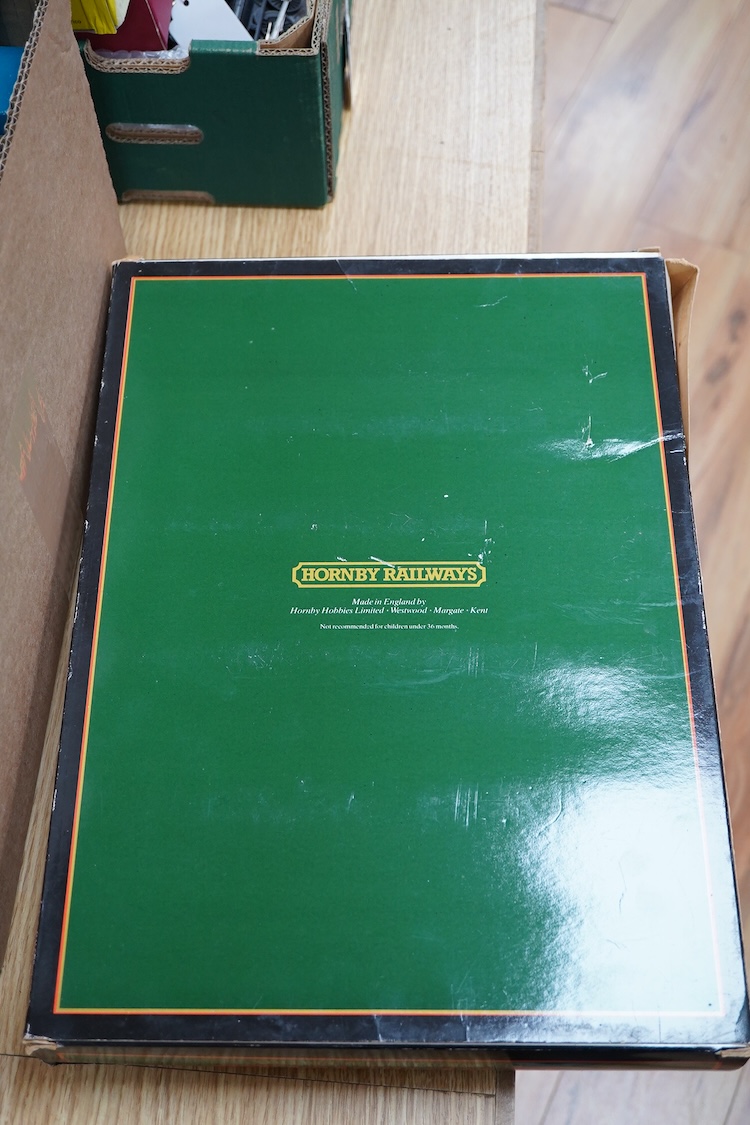 HORNBY RAILWAYS
Made in England by
Hornby Hobbies Limited · Westwood · Margate · Kent
Not recommended for children under 36 months.